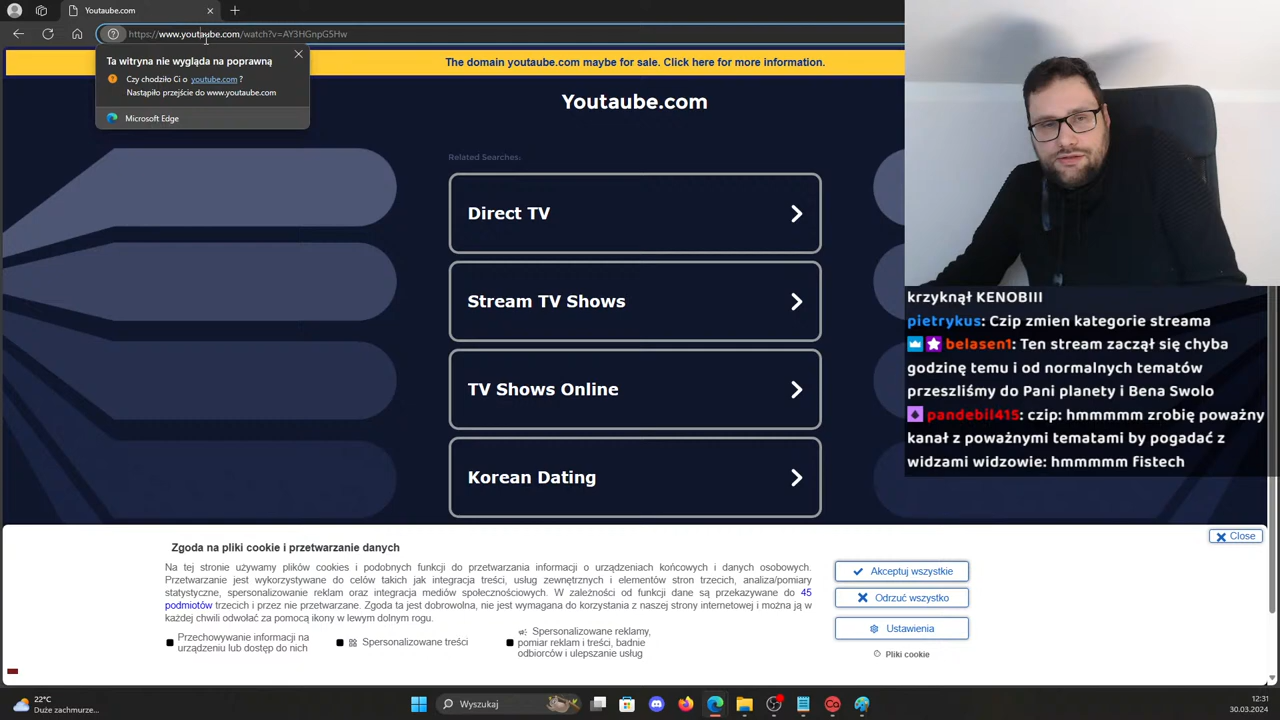 Youtaube.com
https://www.youtaube.com/watch?v=AY3HGnpG5Hw
Ta witryna nie wygląda na poprawną
Czy chodziło Ci o youtube.com ?
Nastąpiło przejście do www.youtaube.com
Microsoft Edge
The domain youtaube.com maybe for sale. Click here for more information.
Youtaube.com
Related Searches:
Direct TV
Stream TV Shows
TV Shows Online
Korean Dating
krzyknął KENOBIII
pietrykus: Czip zmien kategorie streama
belasen1: Ten stream zaczął się chyba
godzinę temu i od normalnych tematów
przeszliśmy do Pani planety i Bena Swolo
pandebil415: czip: hmmmmm zrobię poważny
kanał z poważnymi tematami by pogadać z
widzami widzowie: hmmmmm fistech
Close
Zgoda na pliki cookie i przetwarzanie danych
Na tej stronie używamy plików cookies i podobnych funkcji do przetwarzania informacji o urządzeniach końcowych i danych osobowych.
Przetwarzanie jest wykorzystywane do celów takich jak integracja treści, usług zewnętrznych i elementów stron trzecich, analiza/pomiary
statystyczne, spersonalizowanie reklam oraz integracja mediów społecznościowych. W zależności od funkcji dane są przekazywane do 45
podmiotów trzecich i przez nie przetwarzane. Zgoda ta jest dobrowolna, nie jest wymagana do korzystania z naszej strony internetowej i można ją w
każdej chwili odwołać za pomocą ikony w lewym dolnym rogu.
Przechowywanie informacji na
urządzeniu lub dostęp do nich
Spersonalizowane treści
Spersonalizowane reklamy,
pomiar reklam i treści, badnie
odbiorców i ulepszanie usług
Akceptuj wszystkie
Odrzuć wszystko
Ustawienia
Pliki cookie
22°C
Duże zachmurze...
Wyszukaj
12:31
30.03.2024